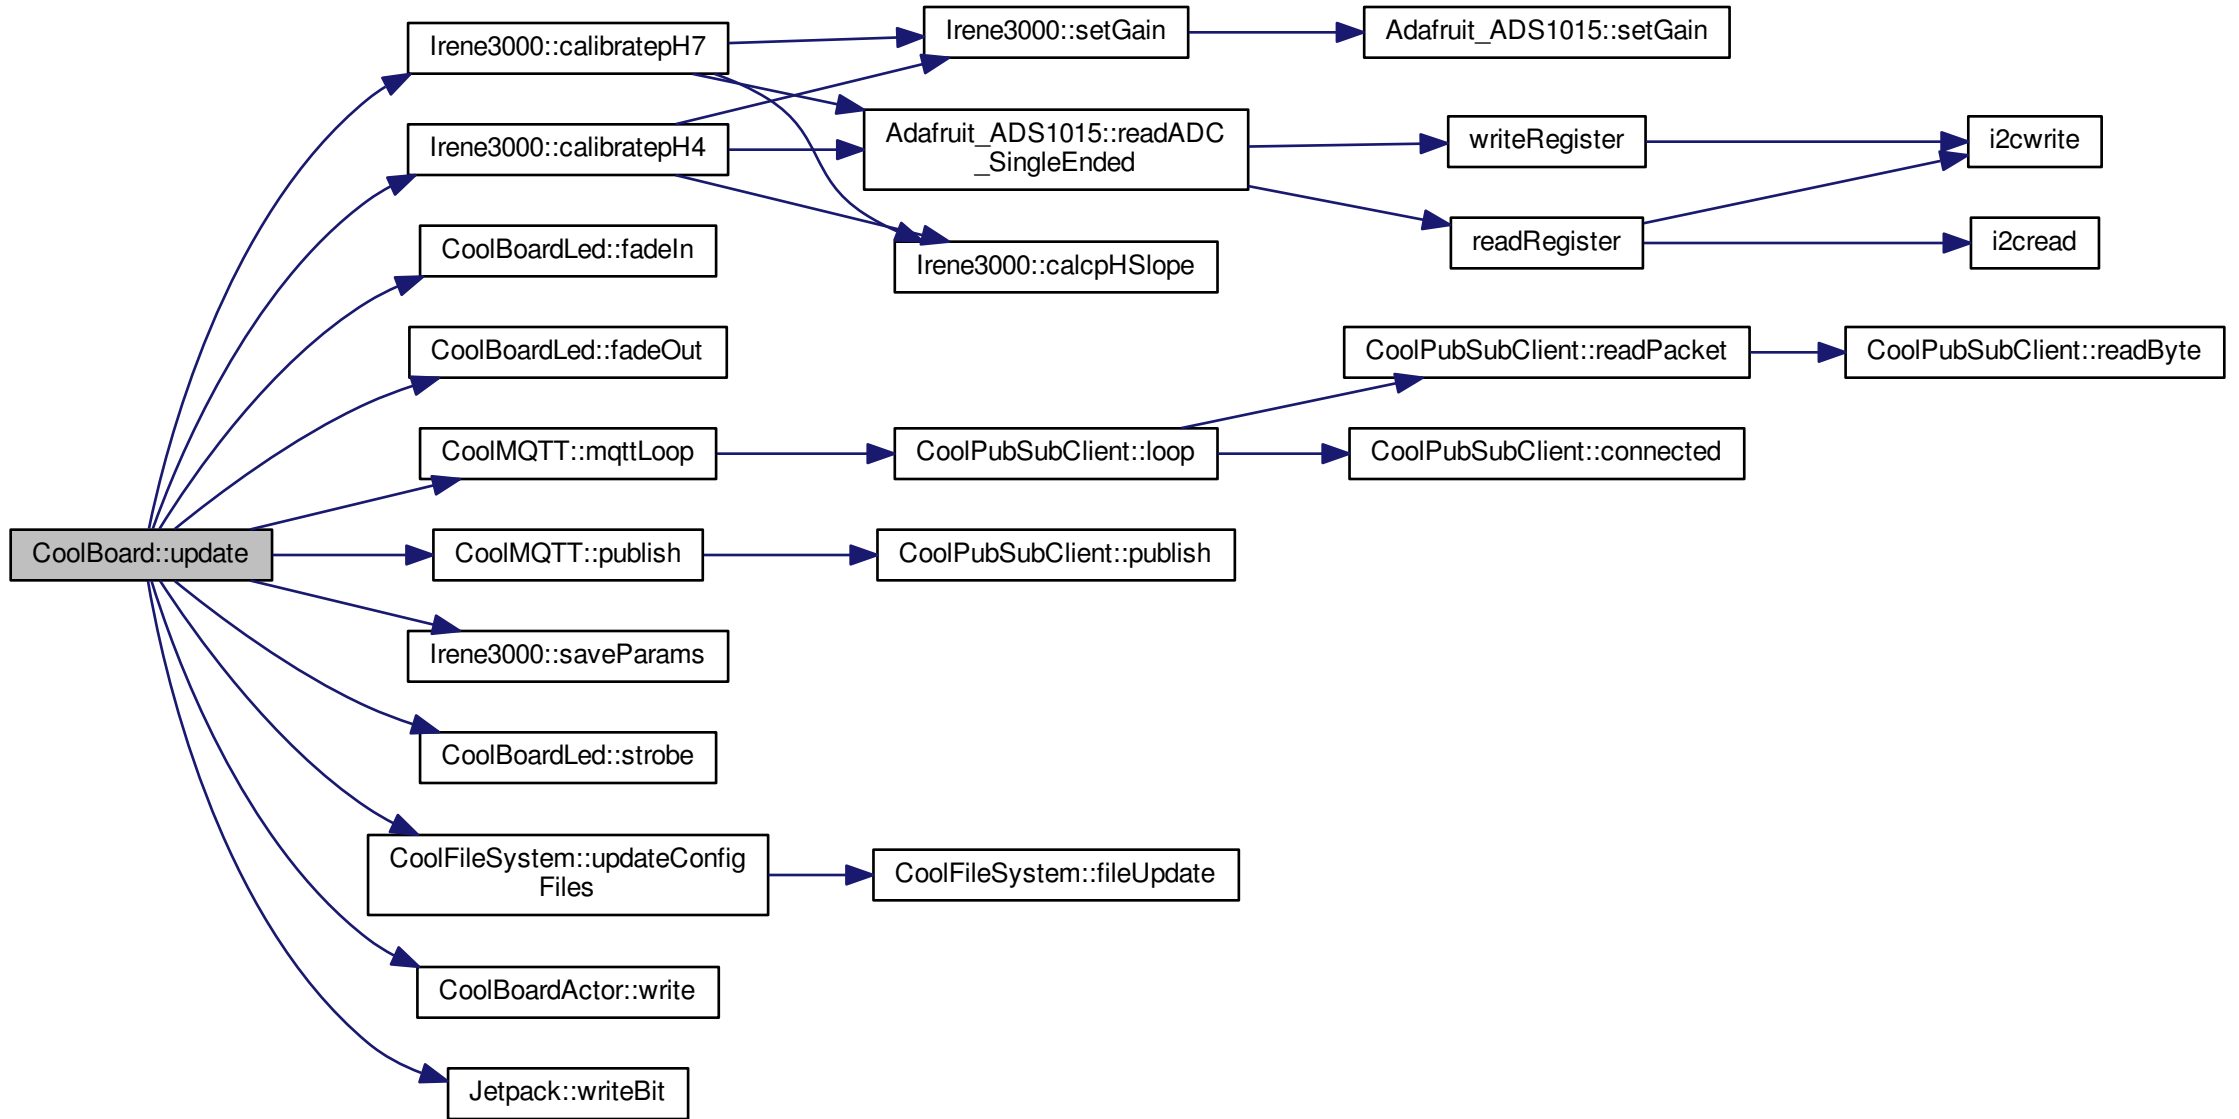 Irene3000::calibratepH7
Irene3000::setGain
Adafruit_ADS1015::setGain
Irene3000::calibratepH4
Adafruit_ADS1015::readADC
_SingleEnded
writeRegister
i2cwrite
CoolBoardLed::fadeIn
Irene3000::calcpHSlope
readRegister
i2cread
CoolBoardLed::fadeOut
CoolPubSubClient::readPacket
CoolPubSubClient::readByte
CoolMQTT::mqttLoop
CoolPubSubClient::loop
CoolPubSubClient::connected
CoolBoard::update
CoolMQTT::publish
CoolPubSubClient::publish
Irene3000::saveParams
CoolBoardLed::strobe
CoolFileSystem::updateConfig
Files
CoolFileSystem::fileUpdate
CoolBoardActor::write
Jetpack::writeBit